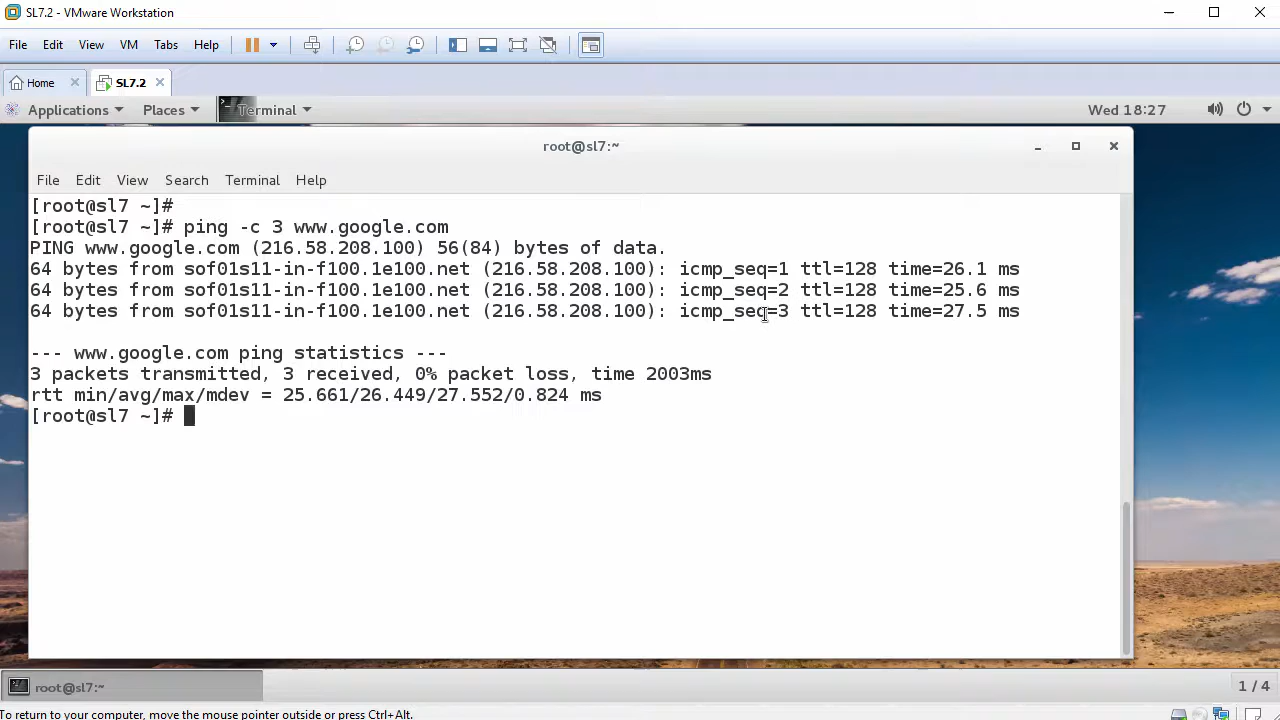 SL7.2 - VMware Workstation
File Edit View VM Tabs Help
Home SL7.2
Applications Places Terminal Wed 18:27
root@sl7:~
File Edit View Search Terminal Help
[root@sl7 ~]#
[root@sl7 ~]# ping -c 3 www.google.com
PING www.google.com (216.58.208.100) 56(84) bytes of data.
64 bytes from sof01s11-in-f100.1e100.net (216.58.208.100): icmp_seq=1 ttl=128 time=26.1 ms
64 bytes from sof01s11-in-f100.1e100.net (216.58.208.100): icmp_seq=2 ttl=128 time=25.6 ms
64 bytes from sof01s11-in-f100.1e100.net (216.58.208.100): icmp_seq=3 ttl=128 time=27.5 ms
--- www.google.com ping statistics ---
3 packets transmitted, 3 received, 0% packet loss, time 2003ms
rtt min/avg/max/mdev = 25.661/26.449/27.552/0.824 ms
[root@sl7 ~]#
root@sl7:~ 1 / 4
To return to your computer, move the mouse pointer outside or press Ctrl+Alt.